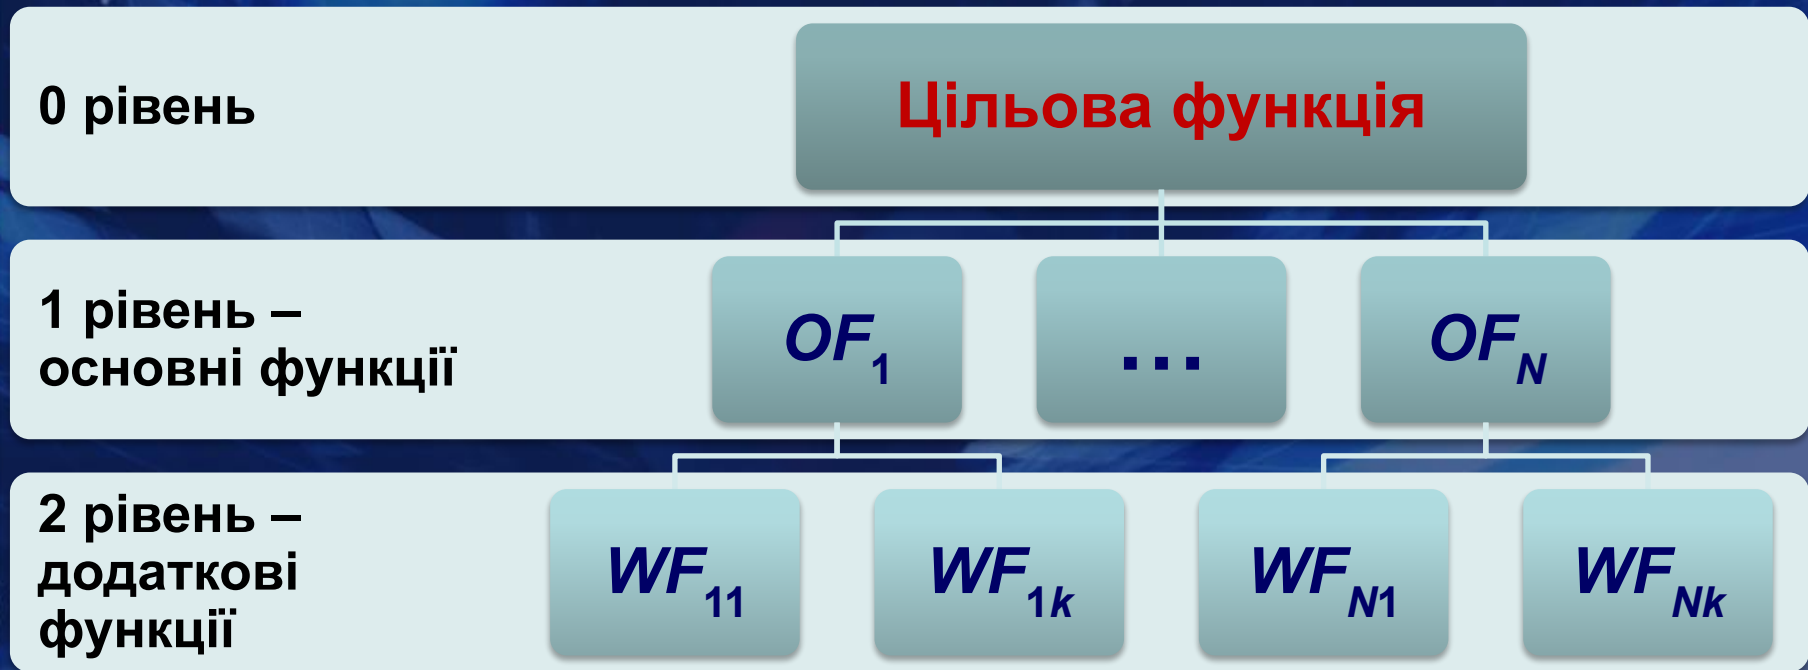 0 рівень
Цільова функція
1 рівень –
основні функції
OF1
...
OFN
2 рівень –
додаткові
функції
WF11
WF1k
WFN1
WFNk